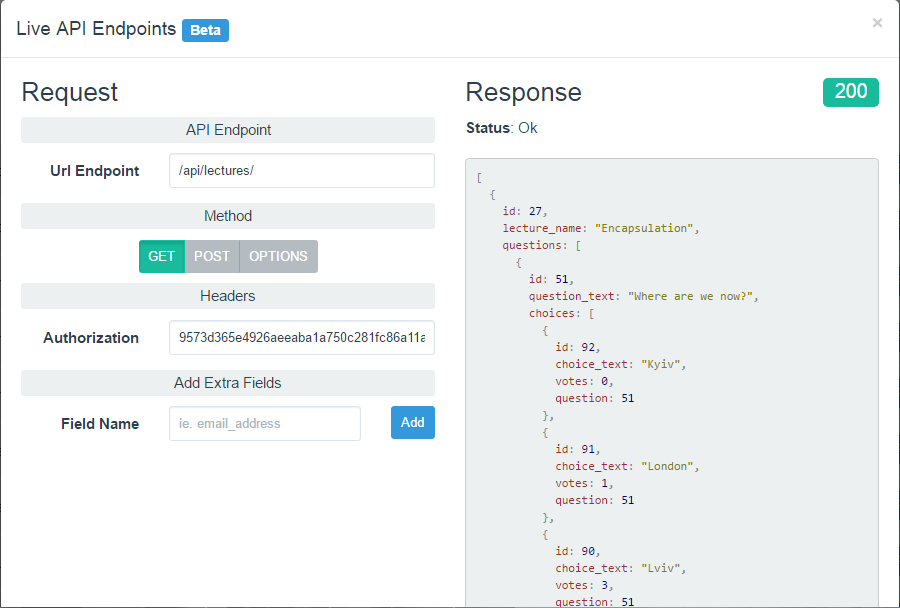 Live API Endpoints Beta
×
Request
API Endpoint
Url Endpoint /api/lectures/
Method
GET POST OPTIONS
Headers
Authorization 9573d365e4926aeeaba1a750c281fc86a11a
Add Extra Fields
Field Name ie. email_address Add
Response 200
Status: Ok
[
{
id: 27,
lecture_name: "Encapsulation",
questions: [
{
id: 51,
question_text: "Where are we now?",
choices: [
{
id: 92,
choice_text: "Kyiv",
votes: 0,
question: 51
},
{
id: 91,
choice_text: "London",
votes: 1,
question: 51
},
{
id: 90,
choice_text: "Lviv",
votes: 3,
question: 51